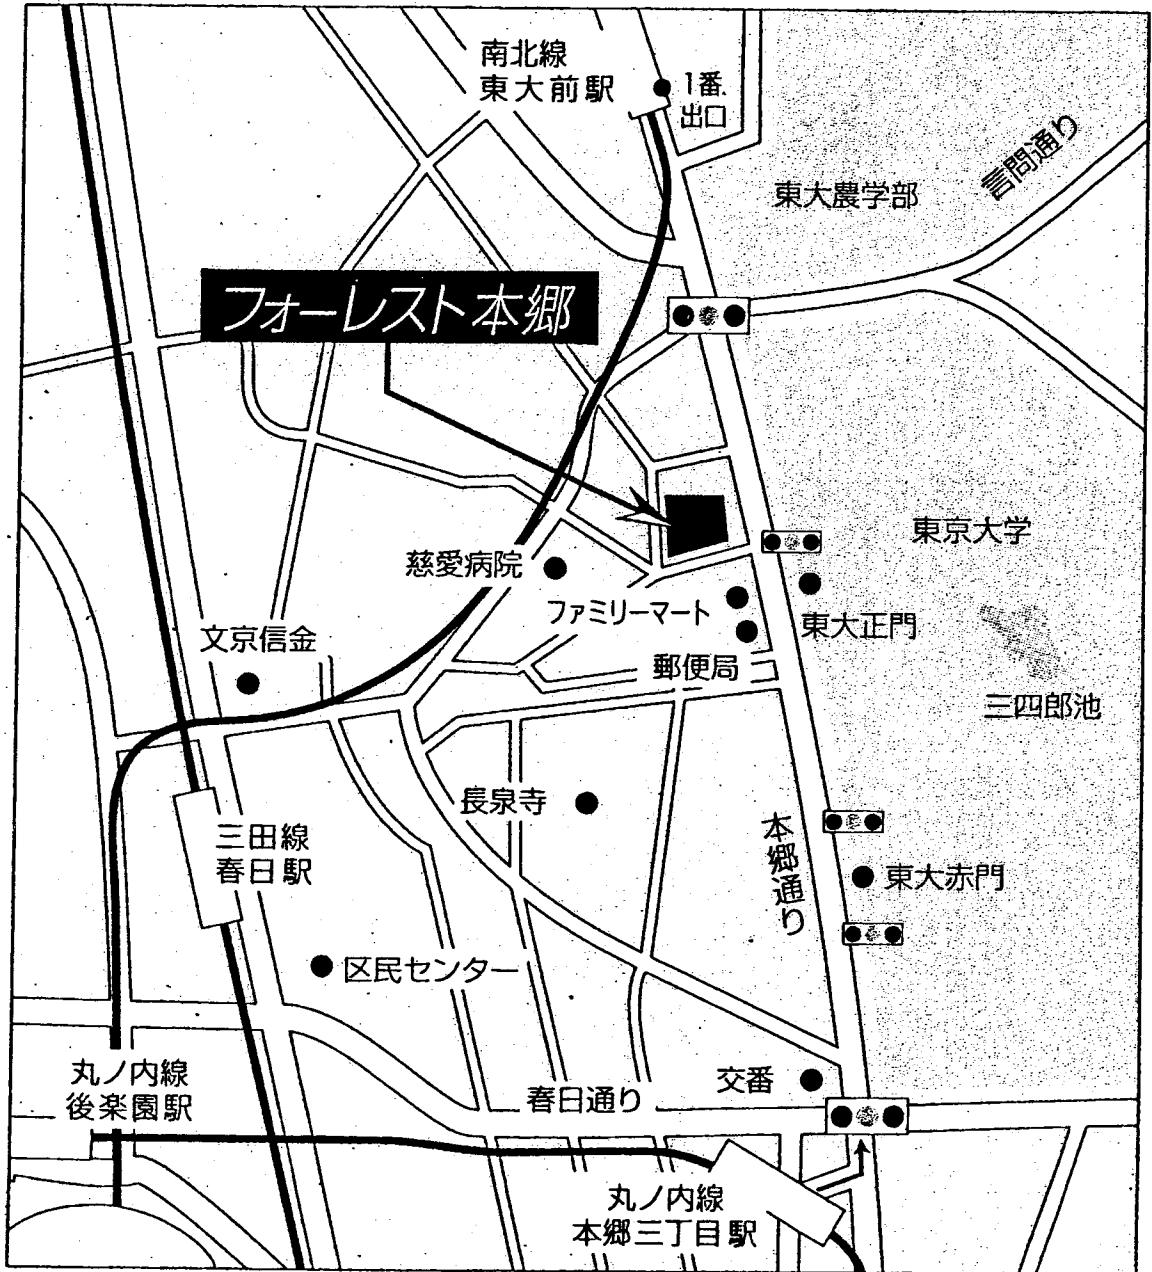 南北線
東大前駅
1番
出口
言問通り
東大農学部
フォーレスト本郷
東京大学
慈愛病院
ファミリーマート
東大正門
文京信金
郵便局
三四郎池
長泉寺
三田線
春日駅
本郷通り
東大赤門
区民センター
丸ノ内線
後楽園駅
交番
春日通り
丸ノ内線
本郷三丁目駅